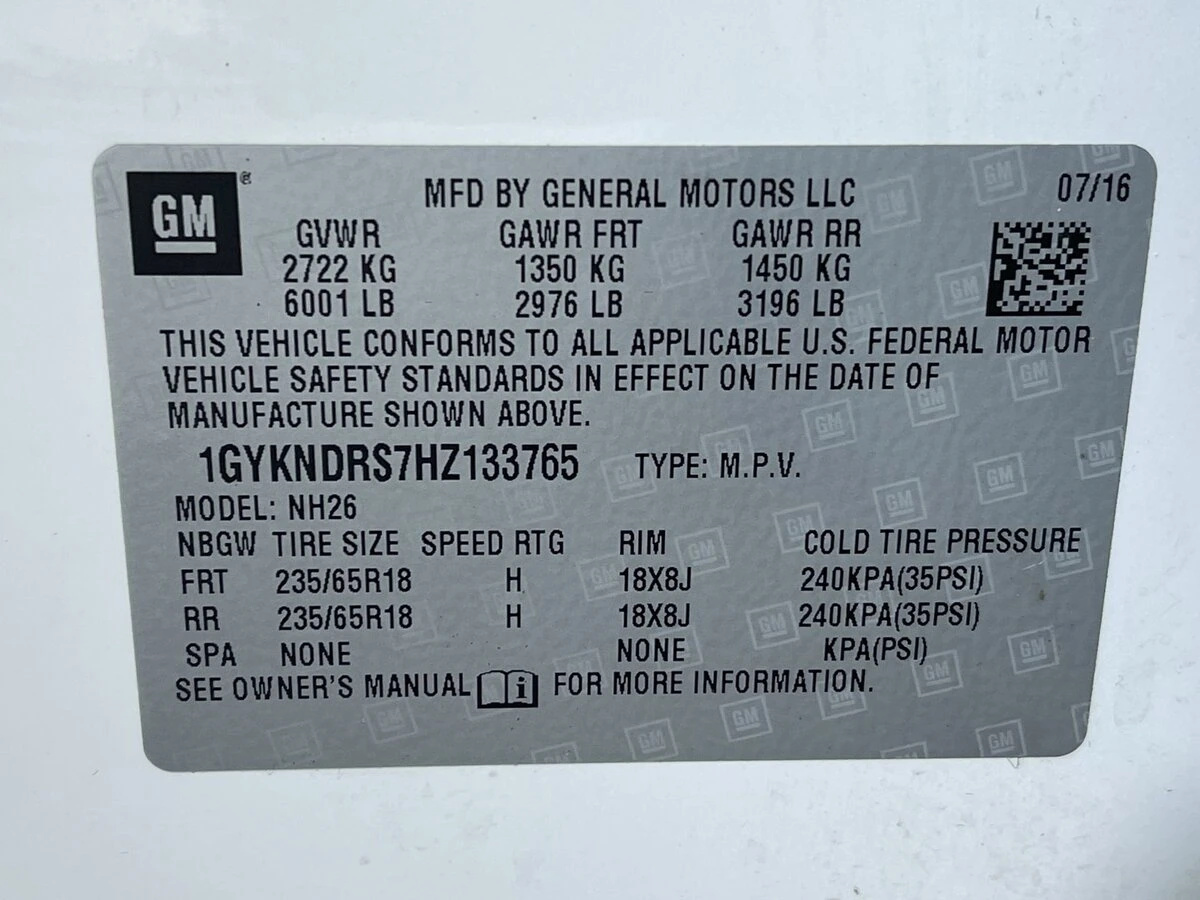 GM ®
MFD BY GENERAL MOTORS LLC 07/16
GVWR GAWR FRT GAWR RR
2722 KG 1350 KG 1450 KG
6001 LB 2976 LB 3196 LB
THIS VEHICLE CONFORMS TO ALL APPLICABLE U.S. FEDERAL MOTOR
VEHICLE SAFETY STANDARDS IN EFFECT ON THE DATE OF
MANUFACTURE SHOWN ABOVE.
1GYKNDRS7HZ133765 TYPE: M.P.V.
MODEL: NH26
NBGW TIRE SIZE SPEED RTG RIM COLD TIRE PRESSURE
FRT 235/65R18 H 18X8J 240KPA(35PSI)
RR 235/65R18 H 18X8J 240KPA(35PSI)
SPA NONE NONE KPA(PSI)
SEE OWNER'S MANUAL i FOR MORE INFORMATION.